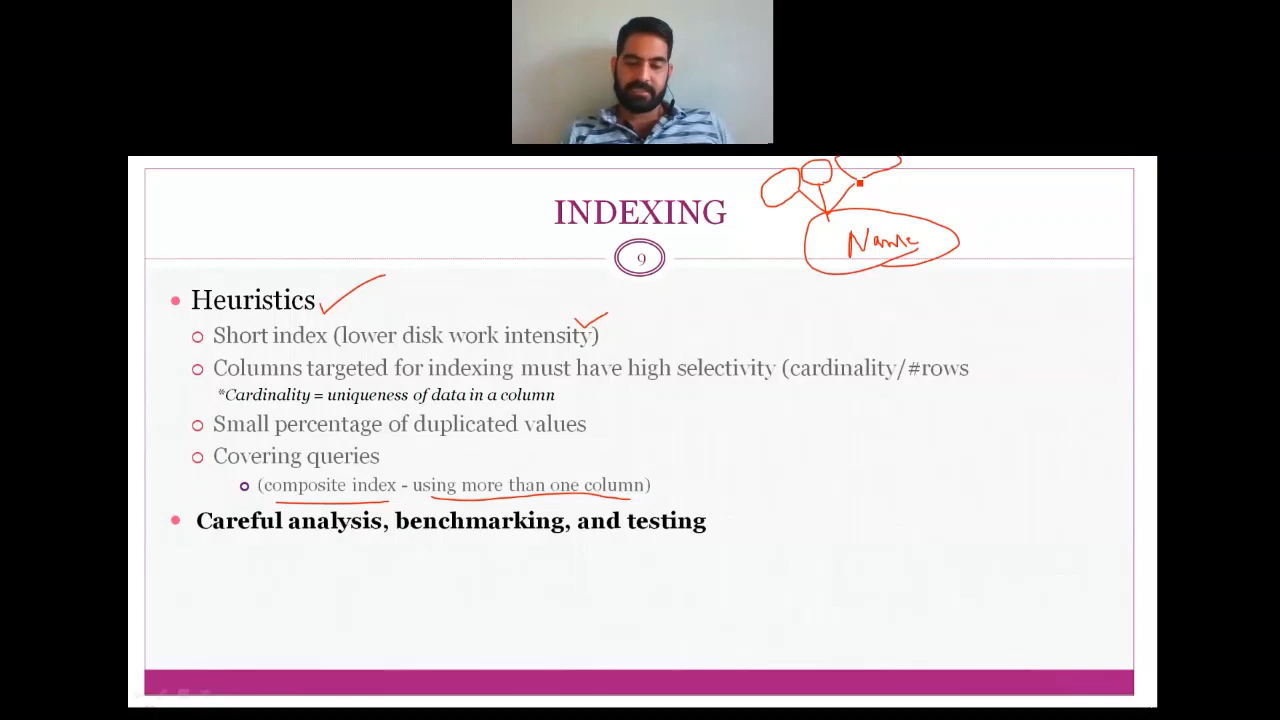 INDEXING
Name
9
Heuristics
Short index (lower disk work intensity)
Columns targeted for indexing must have high selectivity (cardinality/#rows
*Cardinality = uniqueness of data in a column
Small percentage of duplicated values
Covering queries
(composite index - using more than one column)
Careful analysis, benchmarking, and testing